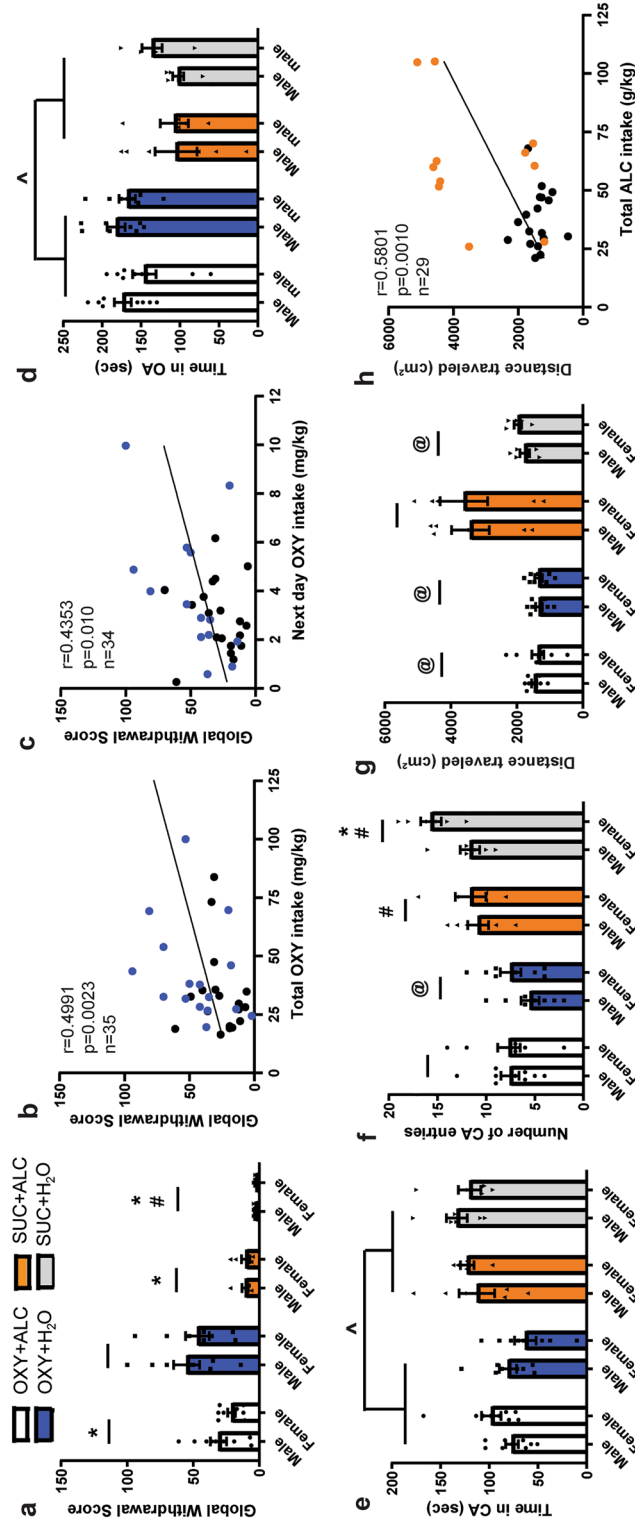 OXY+ALC SUC+ALC
OXY+H₂O SUC+H₂O
a
Global Withdrawal Score
150
100
50
0
* * * #
Male Female Male Female Male Female Male Female
b
r=0.4991
p=0.0023
n=35
Global Withdrawal Score
150
100
50
0
0 25 50 75 100 125
Total OXY intake (mg/kg)
c
r=0.4353
p=0.010
n=34
Global Withdrawal Score
150
100
50
0
0 2 4 6 8 10 12
Next day OXY intake (mg/kg)
d
Time in OA (sec)
250
200
150
100
50
0
^
Male male Male male Male male Male male
e
Time in CA (sec)
200
150
100
50
0
^
Male Female Male Female Male Female Male Female
f
Number of CA entries
20
15
10
5
0
@ # * #
Male Female Male Female Male Female Male Female
g
Distance traveled (cm²)
6000
4000
2000
0
@ @ @
Male Female Male Female Male Female Male Female
h
r=0.5801
p=0.0010
n=29
Distance traveled (cm²)
6000
4000
2000
0
0 25 50 75 100 125
Total ALC intake (g/kg)